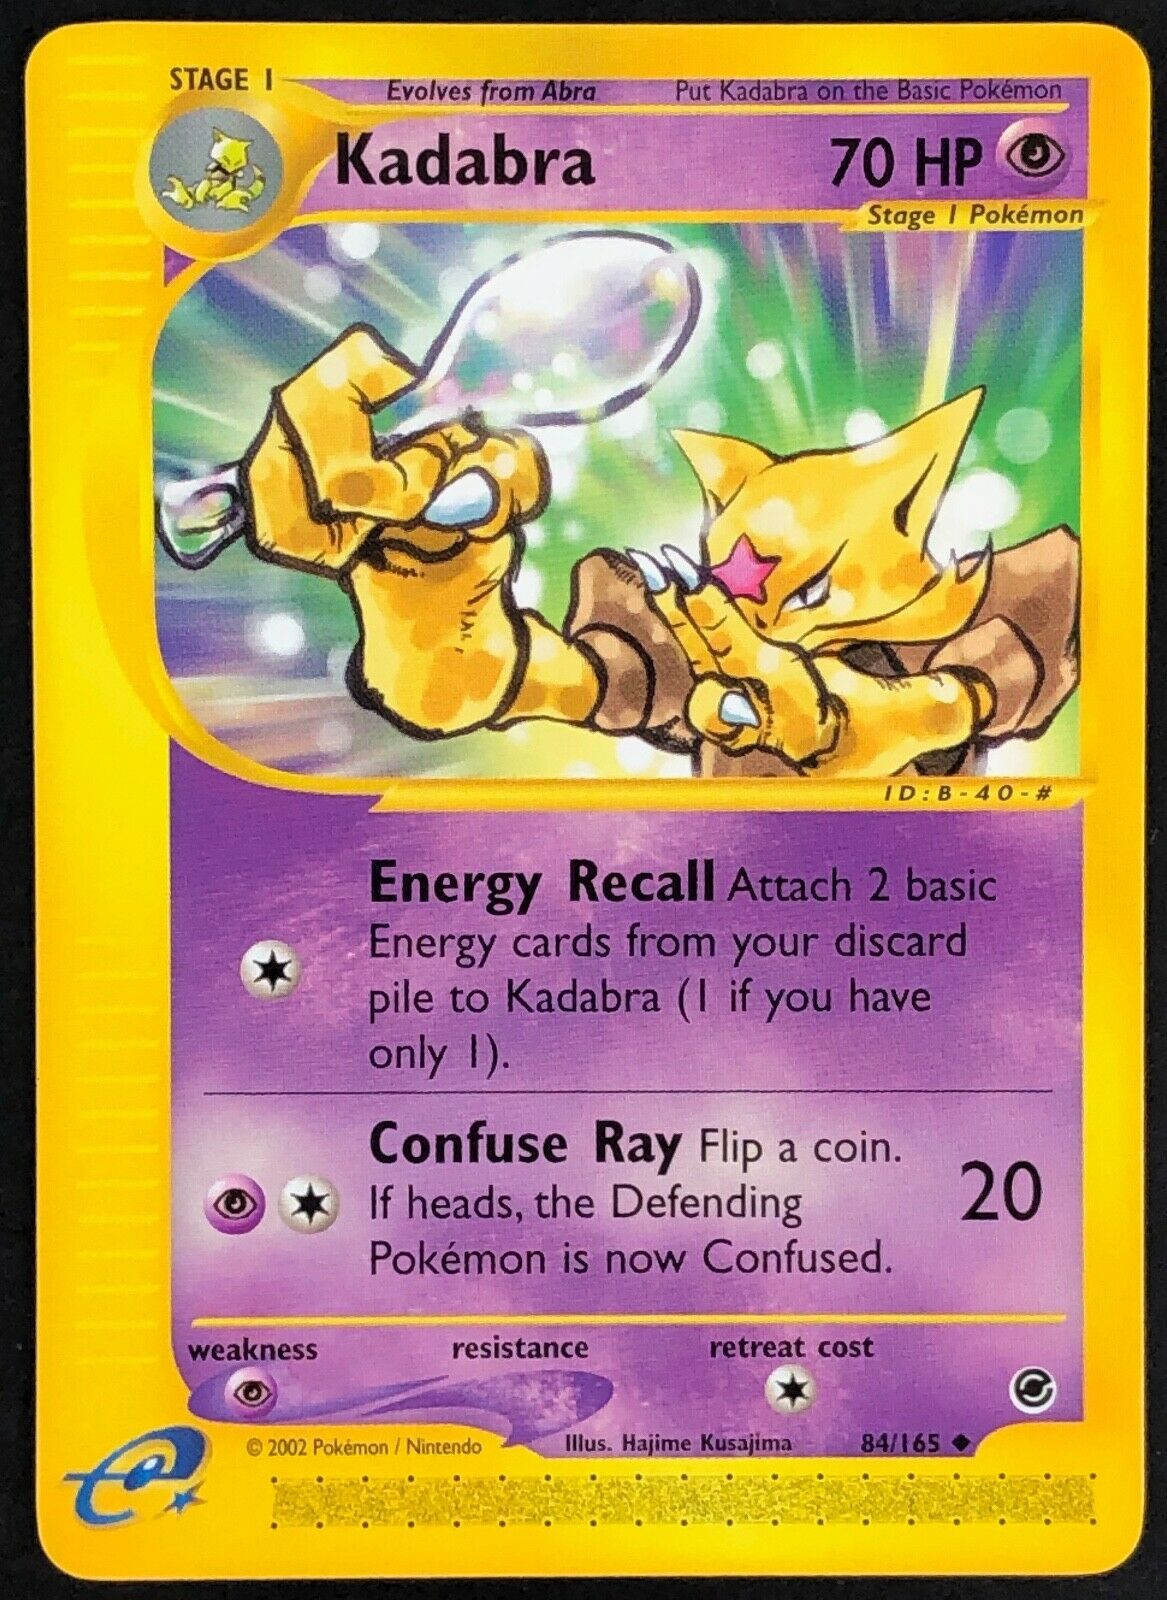 STAGE 1
Evolves from Abra Put Kadabra on the Basic Pokémon
Kadabra 70 HP
Stage 1 Pokémon
ID:B-40-#
Energy Recall Attach 2 basic
Energy cards from your discard
pile to Kadabra (1 if you have
only 1).
Confuse Ray Flip a coin.
If heads, the Defending
Pokémon is now Confused.
20
weakness resistance retreat cost
© 2002 Pokémon / Nintendo Illus. Hajime Kusajima 84/165 ◆
e